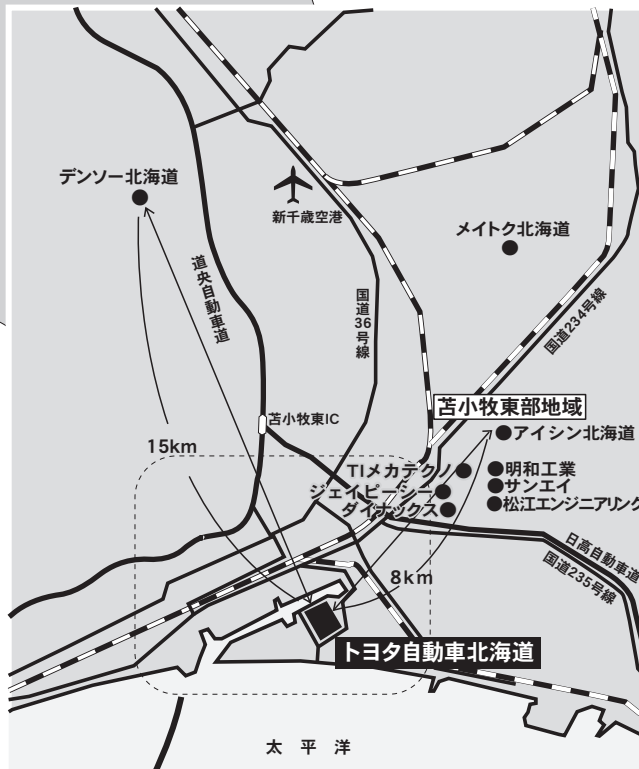 デンソー北海道
新千歳空港
メイトク北海道
道央自動車道
国道36号線
国道234号線
苫小牧東部地域
苫小牧東IC
アイシン北海道
15km
TIメカテクノ
明和工業
ジェイピーシー
サンエイ
ダイナックス
松江エンジニアリング
日高自動車道
国道235号線
8km
トヨタ自動車北海道
太平洋